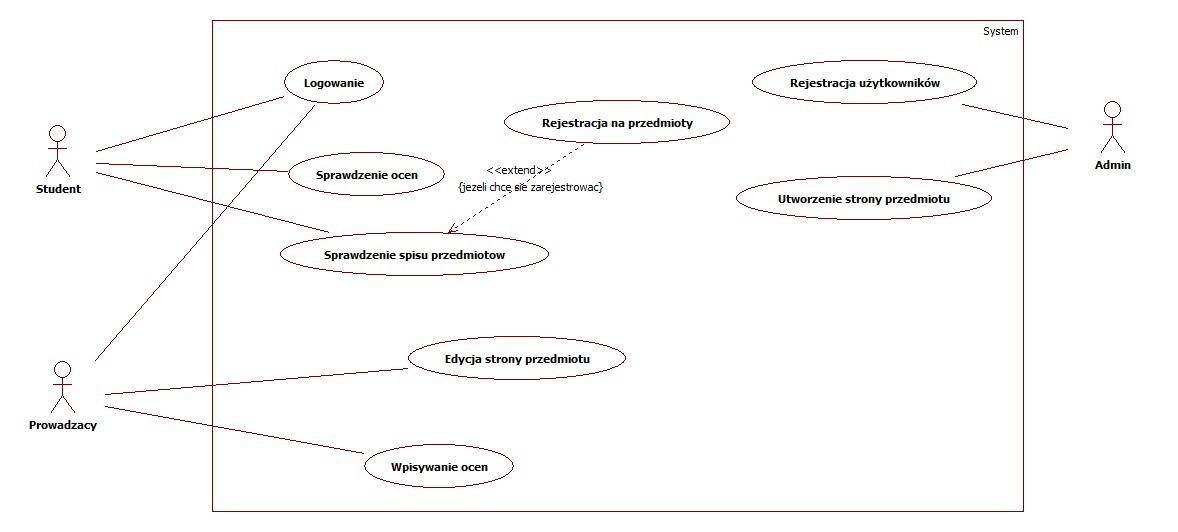 System
Logowanie
Rejestracja użytkowników
Rejestracja na przedmioty
Student
Admin
<<extend>>
Sprawdzenie ocen
{jezeli chce sie zarejestrowac}
Utworzenie strony przedmiotu
Sprawdzenie spisu przedmiotow
Edycja strony przedmiotu
Prowadzacy
Wpisywanie ocen